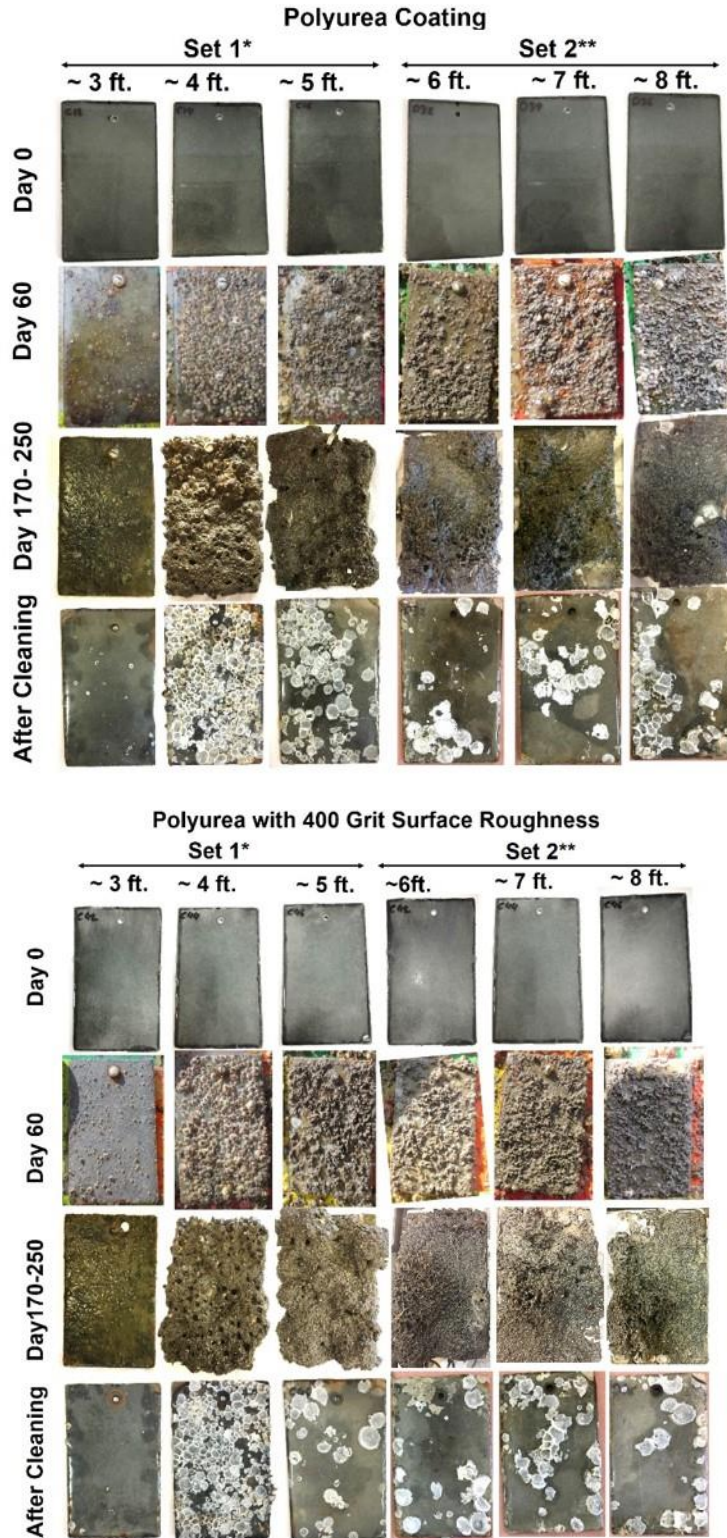 Polyurea Coating
Set 1* Set 2**
~ 3 ft. ~ 4 ft. ~ 5 ft. ~ 6 ft. ~ 7 ft. ~ 8 ft.
Day 0
Day 60
Day 170- 250
After Cleaning
Polyurea with 400 Grit Surface Roughness
Set 1* Set 2**
~ 3 ft. ~ 4 ft. ~ 5 ft. ~6ft. ~ 7 ft. ~ 8 ft.
Day 0
Day 60
Day170-250
After Cleaning